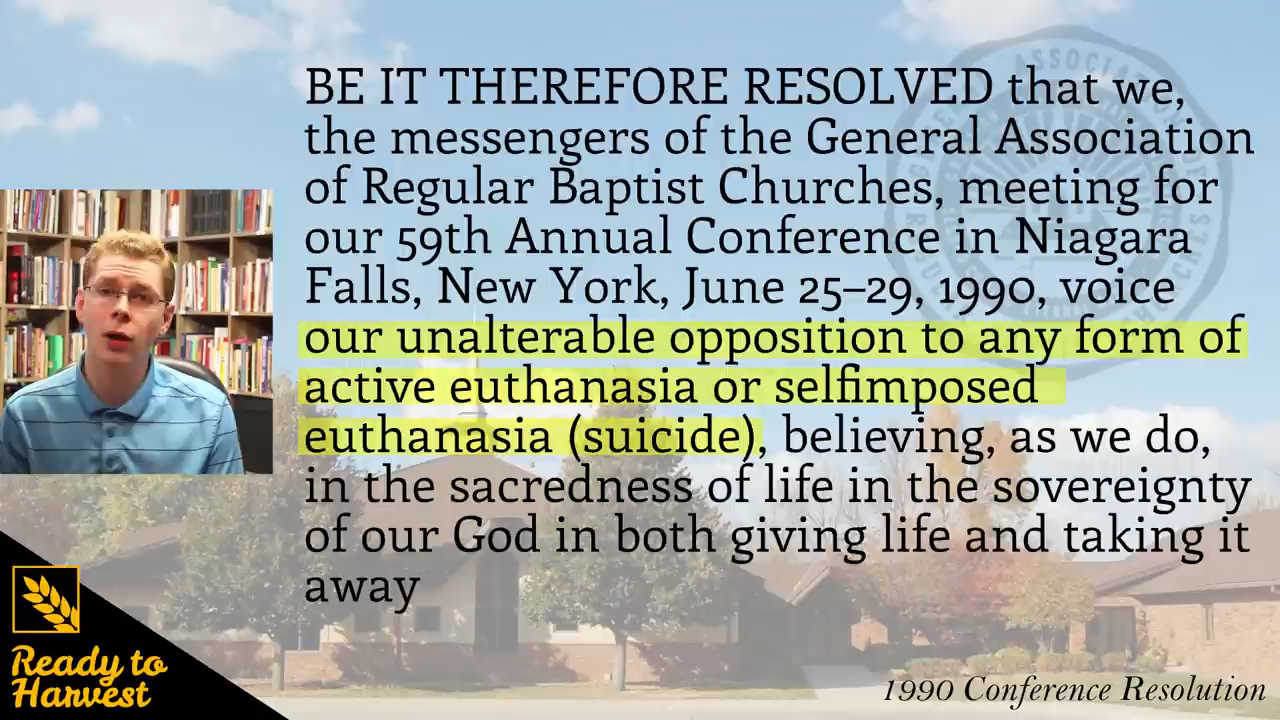 BE IT THEREFORE RESOLVED that we,
the messengers of the General Association
of Regular Baptist Churches, meeting for
our 59th Annual Conference in Niagara
Falls, New York, June 25–29, 1990, voice
our unalterable opposition to any form of
active euthanasia or selfimposed
euthanasia (suicide), believing, as we do,
in the sacredness of life in the sovereignty
of our God in both giving life and taking it
away
Ready to
Harvest
1990 Conference Resolution